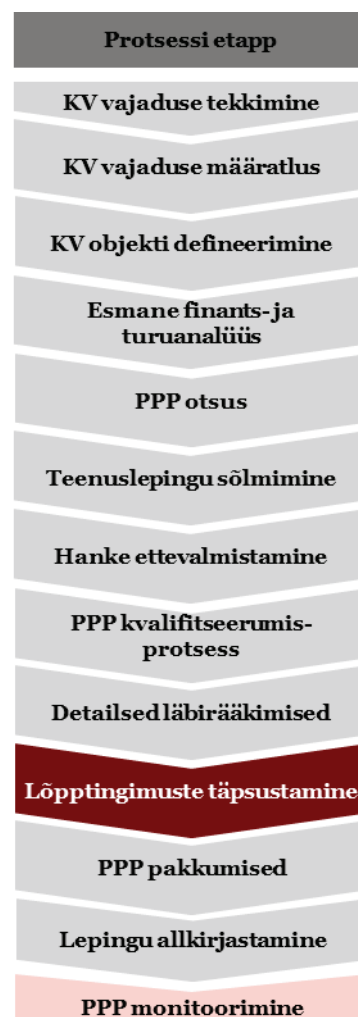 Protsessi etapp
KV vajaduse tekkimine
KV vajaduse määratlus
KV objekti defineerimine
Esmane finants- ja
turuanalüüs
PPP otsus
Teenuslepingu sõlmimine
Hanke ettevalmistamine
PPP kvalifitseerumis-
protsess
Detailsed läbirääkimised
Lõpptingimuste täpsustamine
PPP pakkumised
Lepingu allkirjastamine
PPP monitoorimine